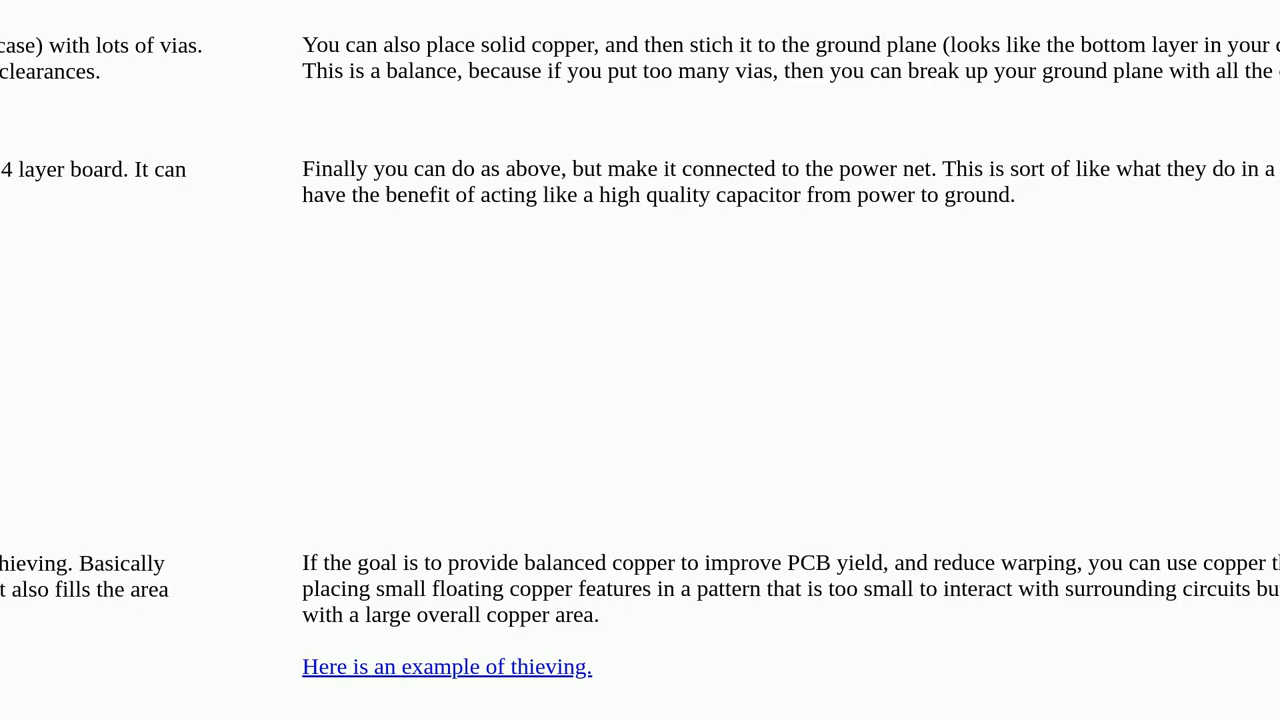 case) with lots of vias.
clearances.
4 layer board. It can
hieving. Basically
t also fills the area
You can also place solid copper, and then stich it to the ground plane (looks like the bottom layer in your
This is a balance, because if you put too many vias, then you can break up your ground plane with all the
Finally you can do as above, but make it connected to the power net. This is sort of like what they do in a
have the benefit of acting like a high quality capacitor from power to ground.
If the goal is to provide balanced copper to improve PCB yield, and reduce warping, you can use copper
placing small floating copper features in a pattern that is too small to interact with surrounding circuits bu
with a large overall copper area.
Here is an example of thieving.